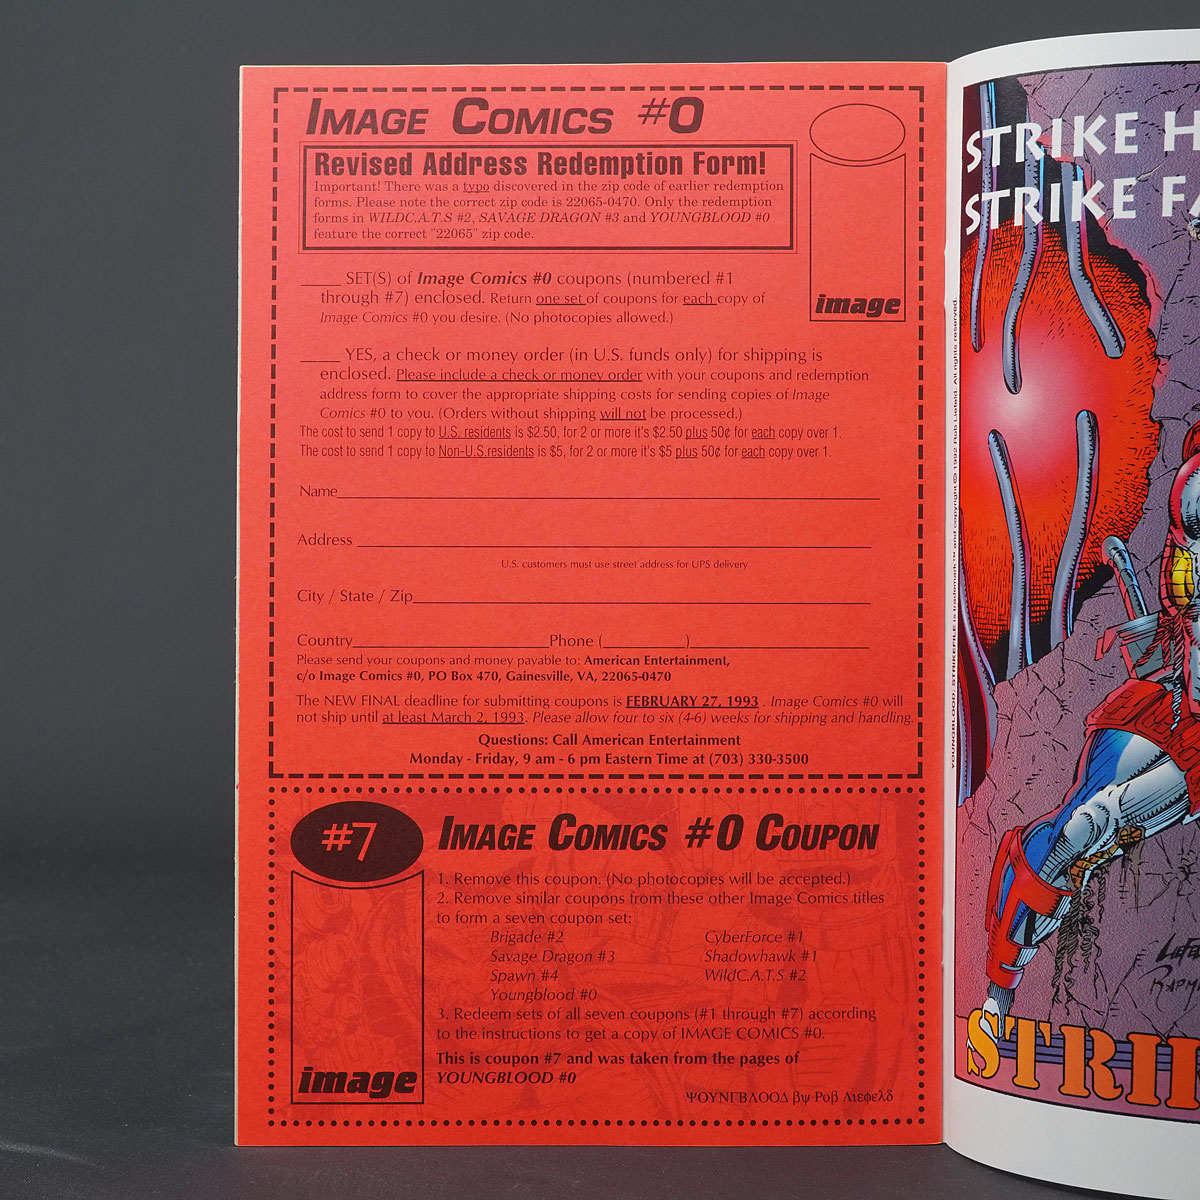 IMAGE COMICS #0
Revised Address Redemption Form!
Important! There was a typo discovered in the zip code of earlier redemption
forms. Please note the correct zip code is 22065-0470. Only the redemption
forms in WILDC.A.T.S #2, SAVAGE DRAGON #3 and YOUNGBLOOD #0
feature the correct "22065" zip code.
image
____ SET(S) of Image Comics #0 coupons (numbered #1
through #7) enclosed. Return one set of coupons for each copy of
Image Comics #0 you desire. (No photocopies allowed.)
____ YES, a check or money order (in U.S. funds only) for shipping is
enclosed. Please include a check or money order with your coupons and redemption
address form to cover the appropriate shipping costs for sending copies of Image
Comics #0 to you. (Orders without shipping will not be processed.)
The cost to send 1 copy to U.S. residents is $2.50, for 2 or more it's $2.50 plus 50¢ for each copy over 1.
The cost to send 1 copy to Non-U.S.residents is $5, for 2 or more it's $5 plus 50¢ for each copy over 1.
Name
Address
U.S. customers must use street address for UPS delivery
City / State / Zip
Country Phone ( )
Please send your coupons and money payable to: American Entertainment,
c/o Image Comics #0, PO Box 470, Gainesville, VA, 22065-0470
The NEW FINAL deadline for submitting coupons is FEBRUARY 27, 1993 . Image Comics #0 will
not ship until at least March 2, 1993. Please allow four to six (4-6) weeks for shipping and handling.
Questions: Call American Entertainment
Monday - Friday, 9 am - 6 pm Eastern Time at (703) 330-3500
#7
IMAGE COMICS #0 COUPON
1. Remove this coupon. (No photocopies will be accepted.)
2. Remove similar coupons from these other Image Comics titles
to form a seven coupon set:
Brigade #2 CyberForce #1
Savage Dragon #3 Shadowhawk #1
Spawn #4 WildC.A.T.S #2
Youngblood #0
3. Redeem sets of all seven coupons (#1 through #7) according
to the instructions to get a copy of IMAGE COMICS #0.
This is coupon #7 and was taken from the pages of
YOUNGBLOOD #0
image
ΨΟΥΝΓΒΛΟΟΔ βψ Ροβ Λιεφελδ
STRIKE H
STRIKE F
YOUNGBLOOD: STRIKEFILE is trademark™ and copyright © 1992 Rob Liefeld. All rights reserved.
STRI